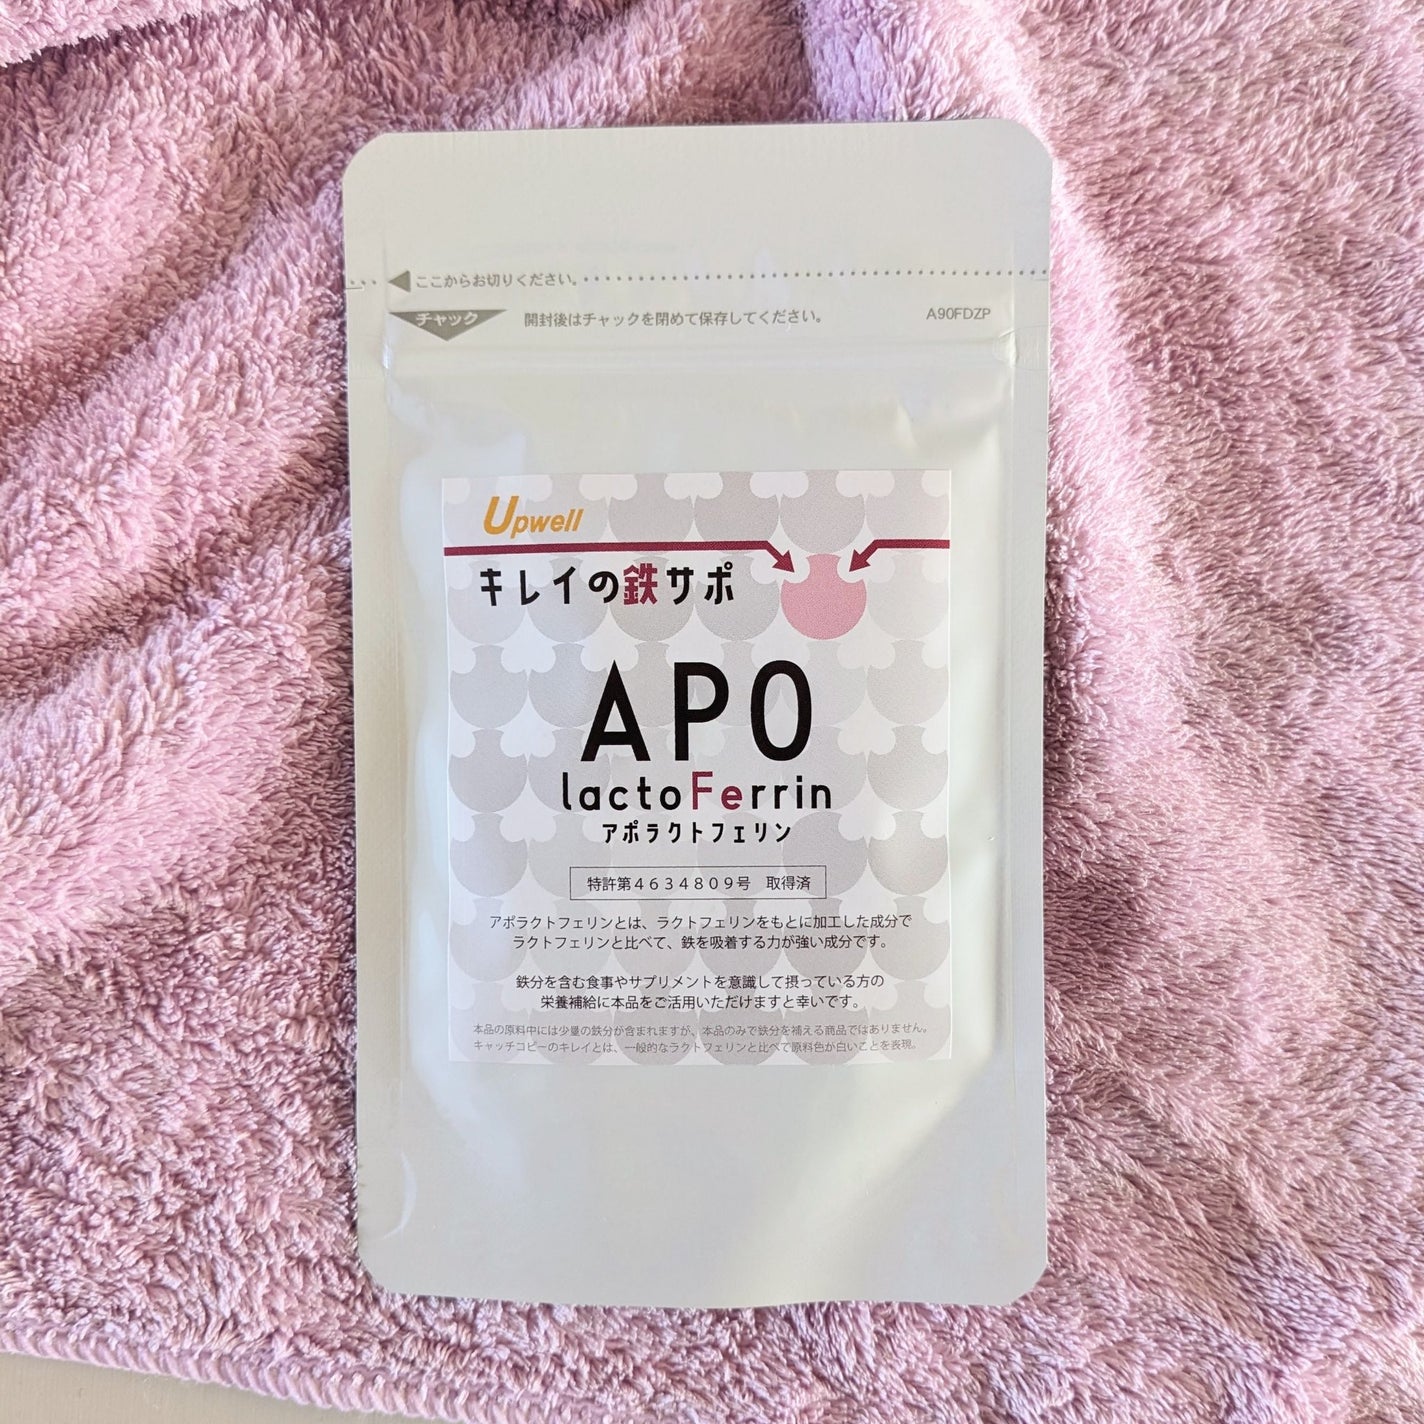 ここからお切りください。
チャック 開封後はチャックを閉めて保存してください。 A90FDZP
Upwell
キレイの鉄サポ
APO
lactoFerrin
アポラクトフェリン
特許第4634809号 取得済
アポラクトフェリンとは、ラクトフェリンをもとに加工した成分で
ラクトフェリンと比べて、鉄を吸着する力が強い成分です。
鉄分を含む食事やサプリメントを意識して摂っている方の
栄養補給に本品をご活用いただけますと幸いです。
本品の原料中には少量の鉄分が含まれますが、本品のみで鉄分を補える商品ではありません。
キャッチコピーのキレイとは、一般的なラクトフェリンと比べて原料色が白いことを表現。